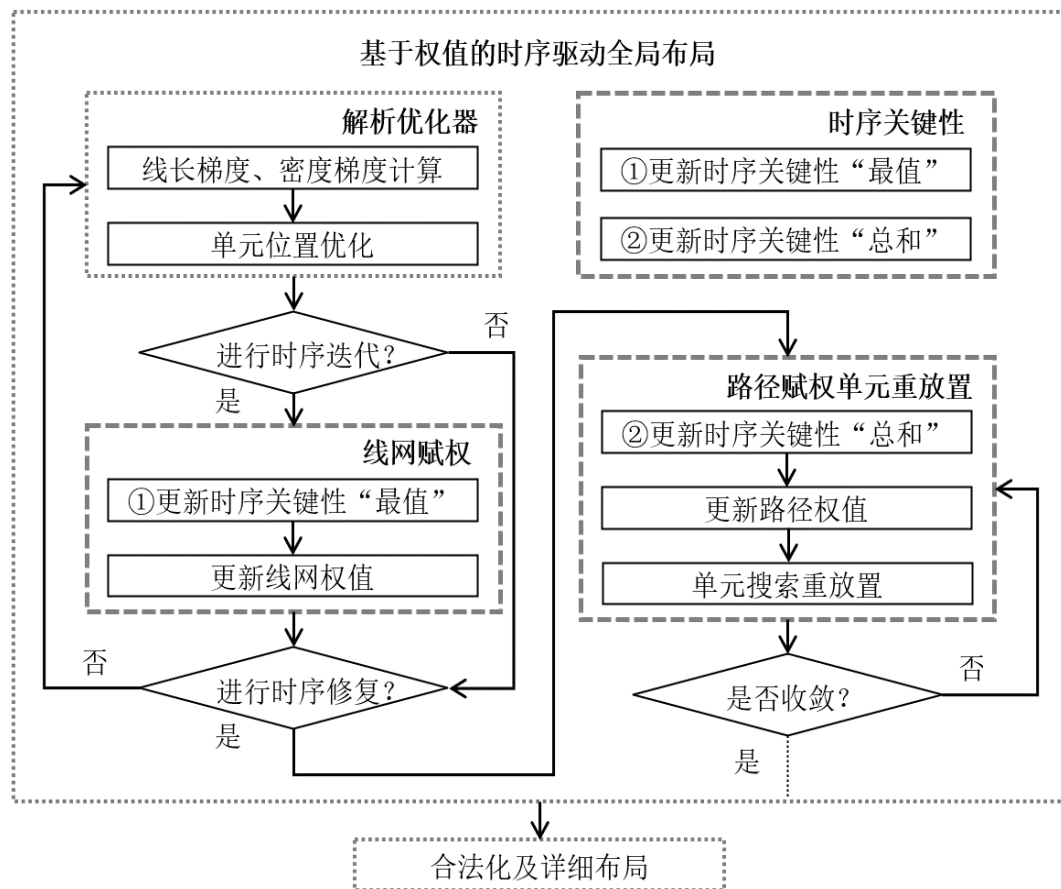 基于权值的时序驱动全局布局
解析优化器
线长梯度、密度梯度计算
单元位置优化
进行时序迭代？
否
是
线网赋权
①更新时序关键性“最值”
更新线网权值
进行时序修复？
否
是
时序关键性
①更新时序关键性“最值”
②更新时序关键性“总和”
路径赋权单元重放置
②更新时序关键性“总和”
更新路径权值
单元搜索重放置
是否收敛？
否
是
合法化及详细布局